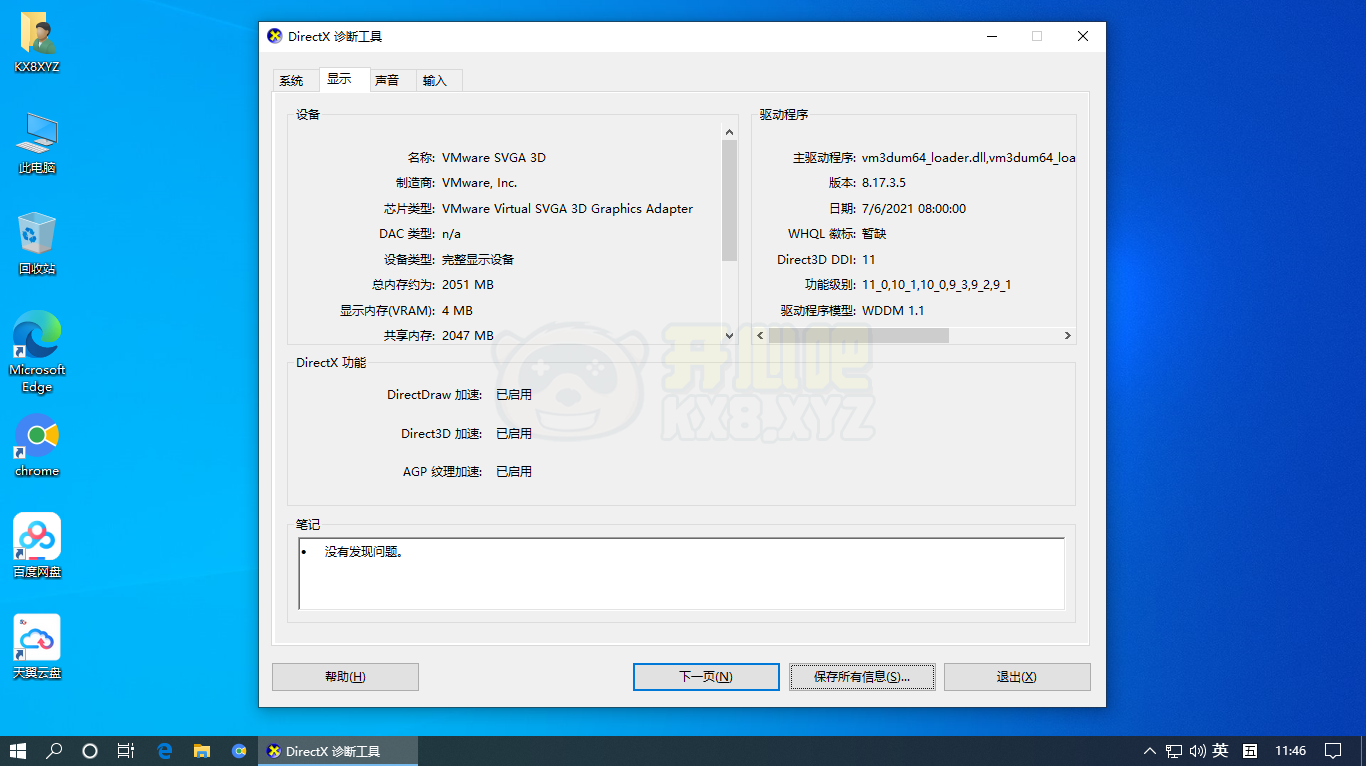 KX8XYZ
此电脑
回收站
Microsoft
Edge
chrome
百度网盘
天翼云盘
DirectX 诊断工具
系统 显示 声音 输入
设备
名称: VMware SVGA 3D
制造商: VMware, Inc.
芯片类型: VMware Virtual SVGA 3D Graphics Adapter
DAC 类型: n/a
设备类型: 完整显示设备
总内存约为: 2051 MB
显示内存(VRAM): 4 MB
共享内存: 2047 MB
驱动程序
主驱动程序: vm3dum64_loader.dll,vm3dum64_loa
版本: 8.17.3.5
日期: 7/6/2021 08:00:00
WHQL 徽标: 暂缺
Direct3D DDI: 11
功能级别: 11_0,10_1,10_0,9_3,9_2,9_1
驱动程序模型: WDDM 1.1
开心吧
KX8.XYZ
DirectX 功能
DirectDraw 加速: 已启用
Direct3D 加速: 已启用
AGP 纹理加速: 已启用
笔记
• 没有发现问题。
帮助(H) 下一页(N) 保存所有信息(S)... 退出(X)
DirectX 诊断工具 英 五 11:46